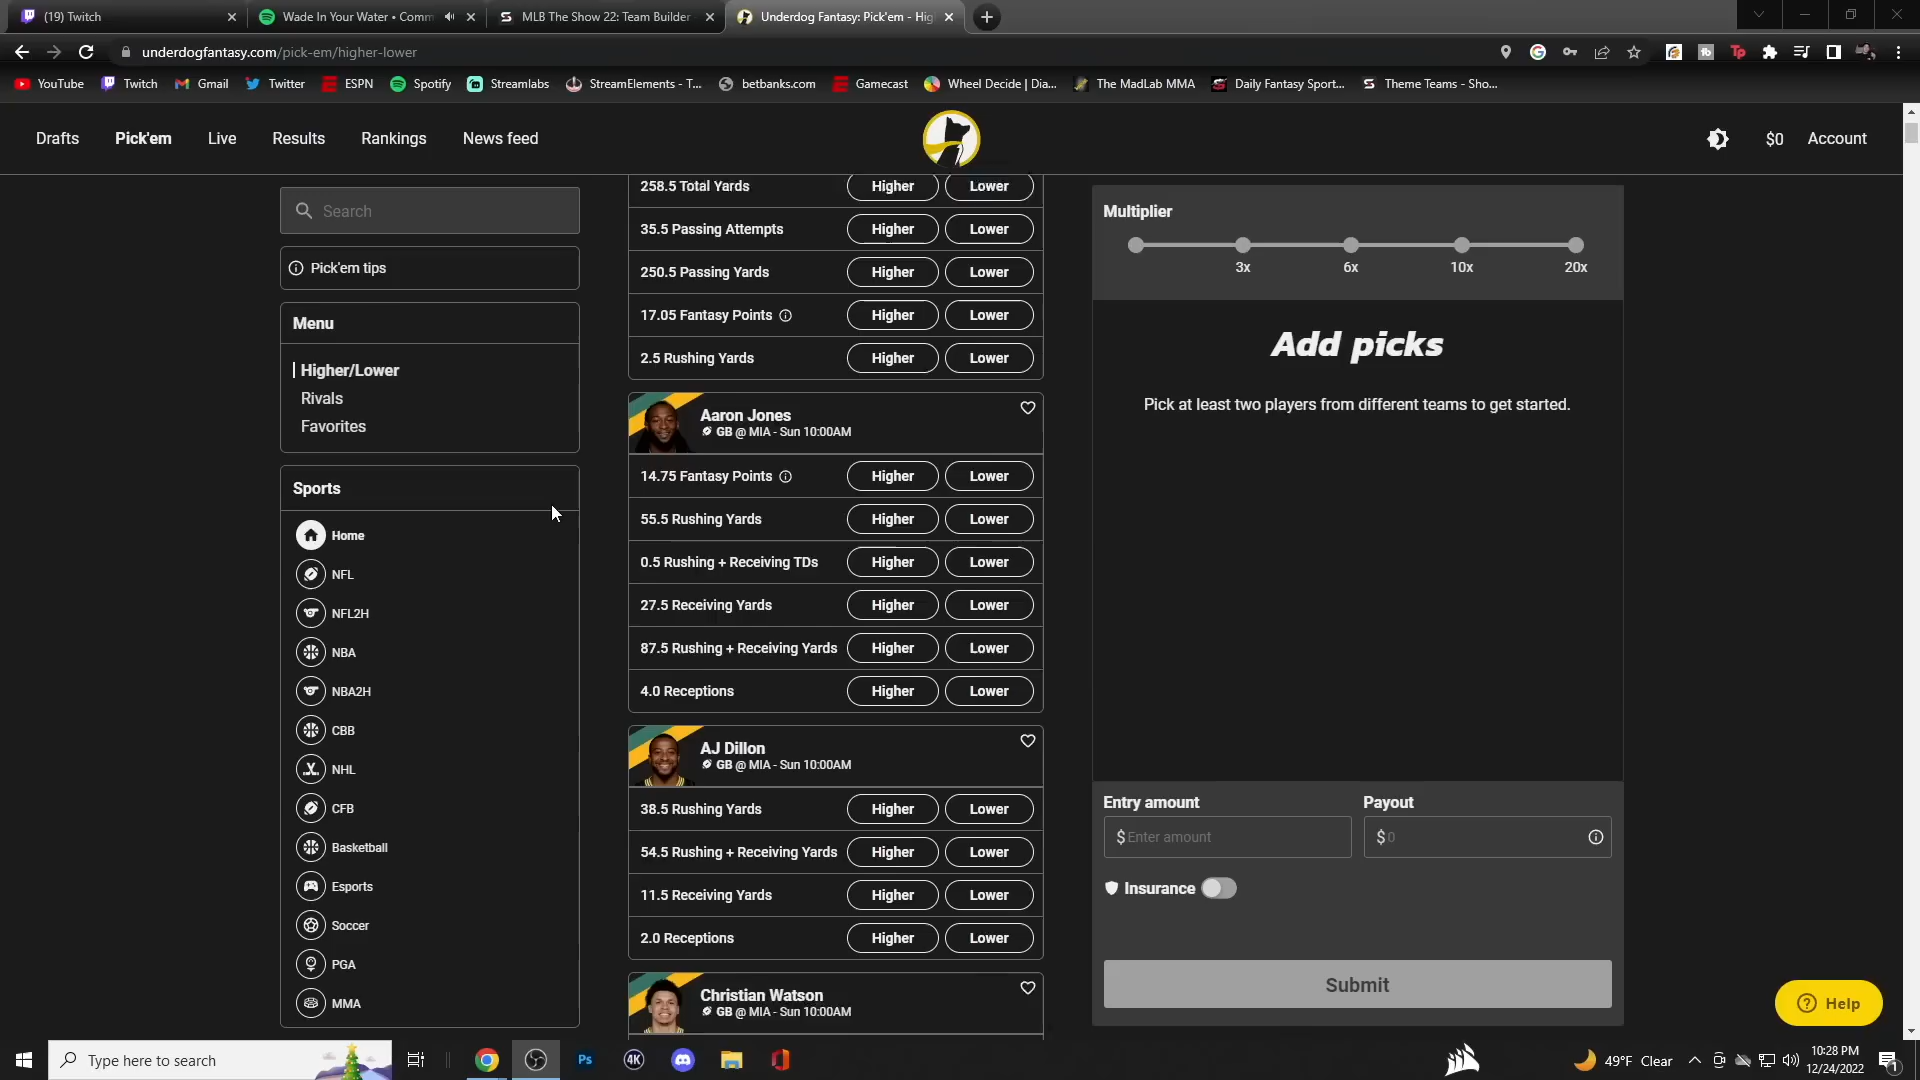 (19) Twitch
Wade In Your Water • Comm
MLB The Show 22: Team Builder
Underdog Fantasy: Pick'em - Hig
underdogfantasy.com/pick-em/higher-lower
YouTube
Twitch
Gmail
Twitter
ESPN
Spotify
Streamlabs
StreamElements - T...
betbanks.com
Gamecast
Wheel Decide | Dia...
The MadLab MMA
Daily Fantasy Sport...
Theme Teams - Sho...
Drafts
Pick'em
Live
Results
Rankings
News feed
$0
Account
Search
Pick'em tips
Menu
Higher/Lower
Rivals
Favorites
Sports
Home
NFL
NFL2H
NBA
NBA2H
CBB
NHL
CFB
Basketball
Esports
Soccer
PGA
MMA
258.5 Total Yards Higher Lower
35.5 Passing Attempts Higher Lower
250.5 Passing Yards Higher Lower
17.05 Fantasy Points Higher Lower
2.5 Rushing Yards Higher Lower
Aaron Jones
GB @ MIA - Sun 10:00AM
14.75 Fantasy Points Higher Lower
55.5 Rushing Yards Higher Lower
0.5 Rushing + Receiving TDs Higher Lower
27.5 Receiving Yards Higher Lower
87.5 Rushing + Receiving Yards Higher Lower
4.0 Receptions Higher Lower
AJ Dillon
GB @ MIA - Sun 10:00AM
38.5 Rushing Yards Higher Lower
54.5 Rushing + Receiving Yards Higher Lower
11.5 Receiving Yards Higher Lower
2.0 Receptions Higher Lower
Christian Watson
GB @ MIA - Sun 10:00AM
Multiplier
3x 6x 10x 20x
Add picks
Pick at least two players from different teams to get started.
Entry amount Payout
$ Enter amount $ 0
Insurance
Submit
Help
Type here to search
Ps
4K
49°F Clear
10:28 PM
12/24/2022
1